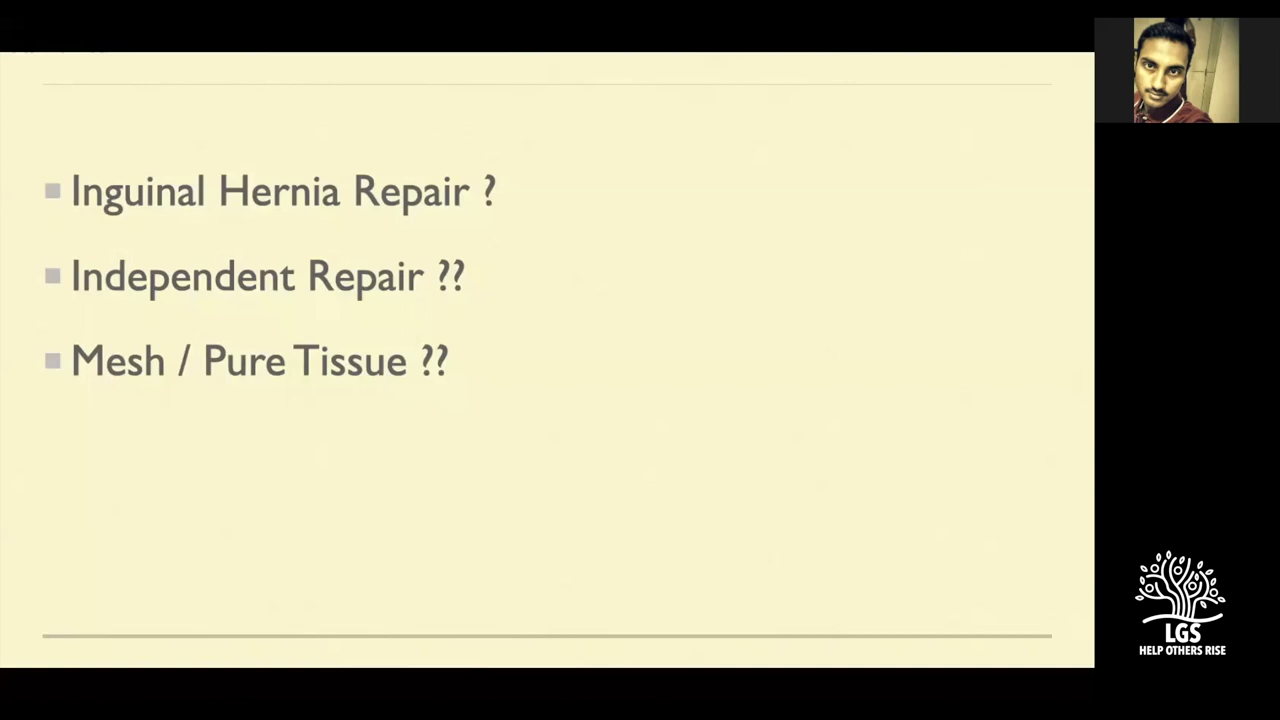 Inguinal Hernia Repair ?
Independent Repair ??
Mesh / Pure Tissue ??
LGS
HELP OTHERS RISE